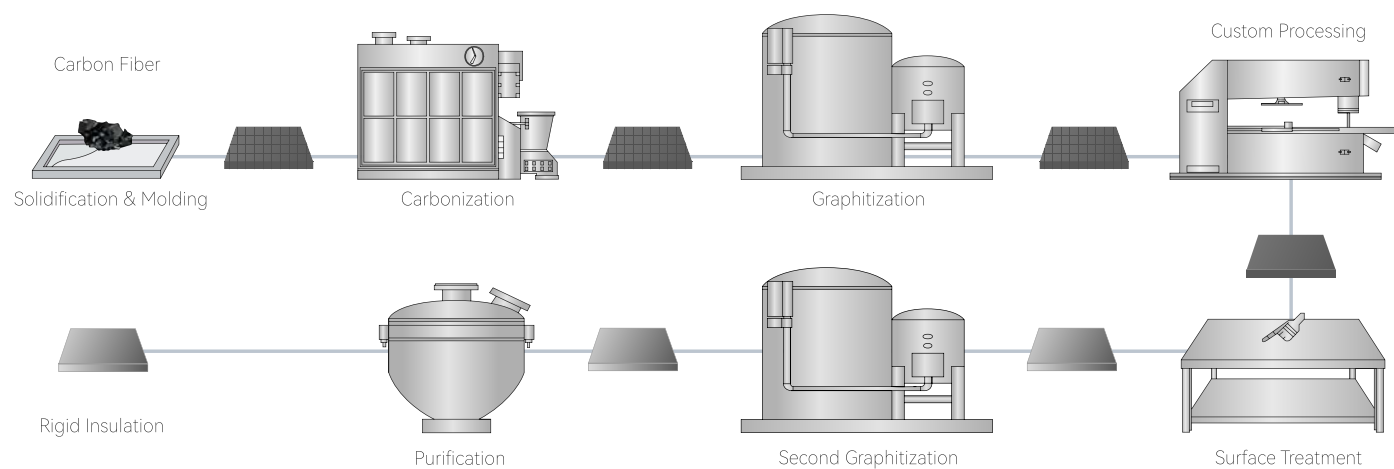 Carbon Fiber
Solidification & Molding
Carbonization
Graphitization
Custom Processing
Surface Treatment
Second Graphitization
Purification
Rigid Insulation